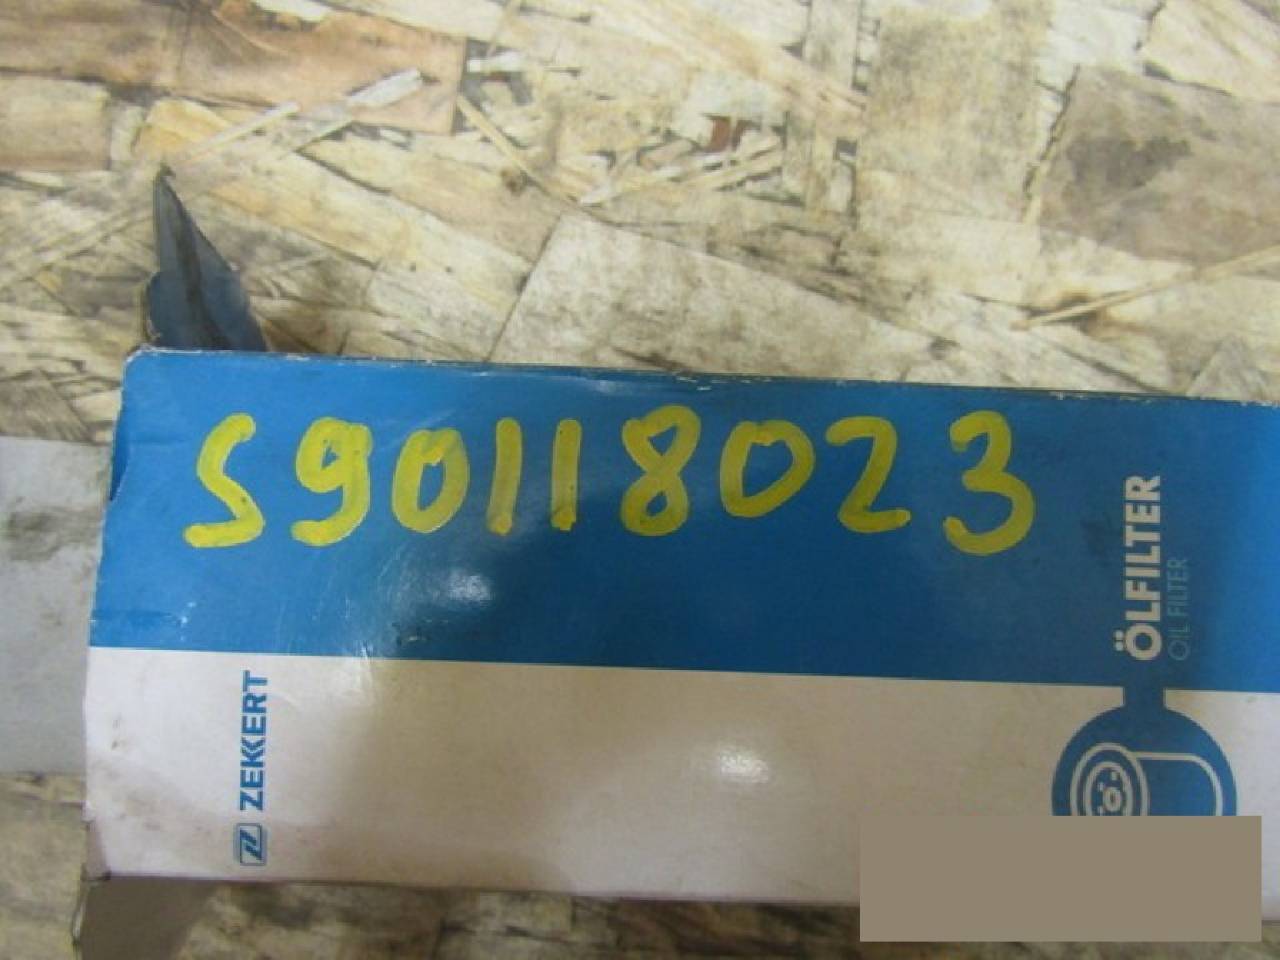 S90118023
ÖLFILTER
OIL FILTER
ZEKKERT